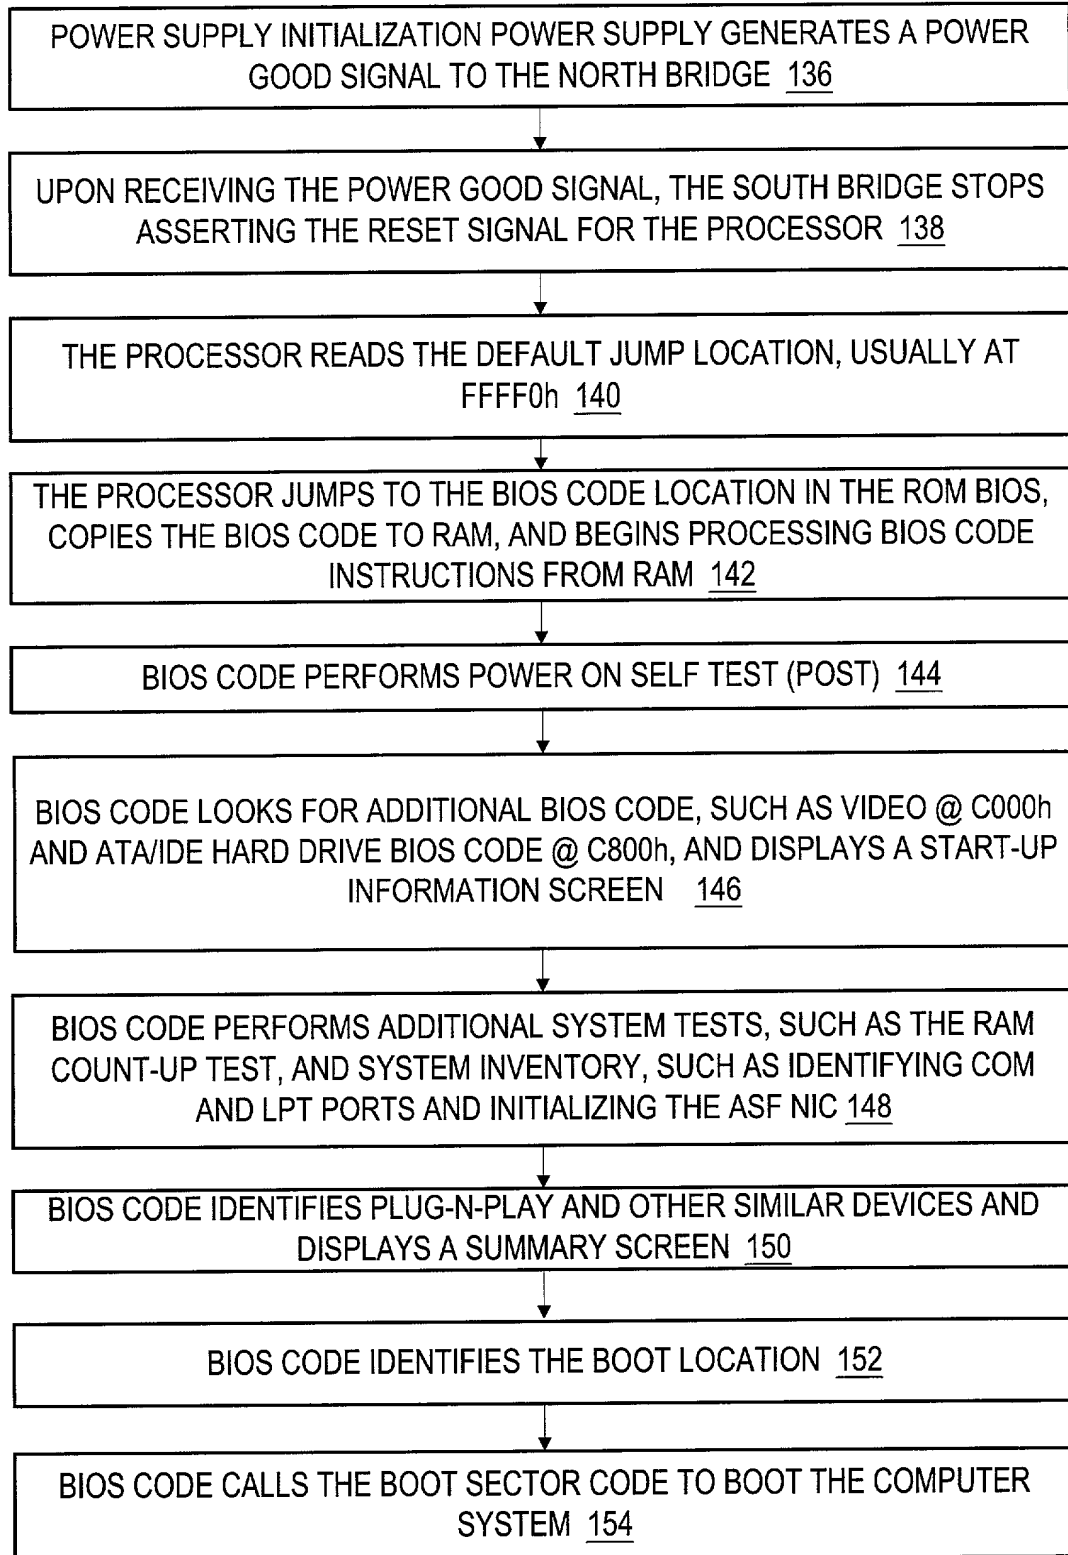 POWER SUPPLY INITIALIZATION POWER SUPPLY GENERATES A POWER
GOOD SIGNAL TO THE NORTH BRIDGE 136
UPON RECEIVING THE POWER GOOD SIGNAL, THE SOUTH BRIDGE STOPS
ASSERTING THE RESET SIGNAL FOR THE PROCESSOR 138
THE PROCESSOR READS THE DEFAULT JUMP LOCATION, USUALLY AT
FFFF0h 140
THE PROCESSOR JUMPS TO THE BIOS CODE LOCATION IN THE ROM BIOS,
COPIES THE BIOS CODE TO RAM, AND BEGINS PROCESSING BIOS CODE
INSTRUCTIONS FROM RAM 142
BIOS CODE PERFORMS POWER ON SELF TEST (POST) 144
BIOS CODE LOOKS FOR ADDITIONAL BIOS CODE, SUCH AS VIDEO @ C000h
AND ATA/IDE HARD DRIVE BIOS CODE @ C800h, AND DISPLAYS A START-UP
INFORMATION SCREEN 146
BIOS CODE PERFORMS ADDITIONAL SYSTEM TESTS, SUCH AS THE RAM
COUNT-UP TEST, AND SYSTEM INVENTORY, SUCH AS IDENTIFYING COM
AND LPT PORTS AND INITIALIZING THE ASF NIC 148
BIOS CODE IDENTIFIES PLUG-N-PLAY AND OTHER SIMILAR DEVICES AND
DISPLAYS A SUMMARY SCREEN 150
BIOS CODE IDENTIFIES THE BOOT LOCATION 152
BIOS CODE CALLS THE BOOT SECTOR CODE TO BOOT THE COMPUTER
SYSTEM 154